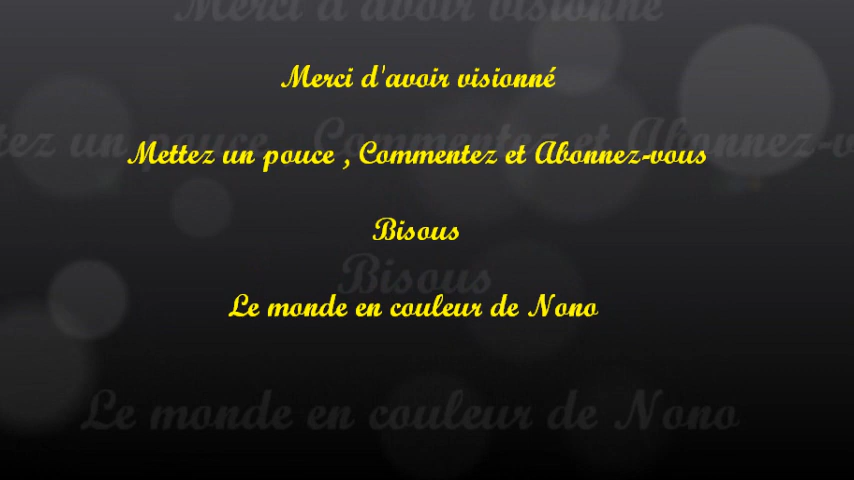 Merci d'avoir visionné
Mettez un pouce , Commentez et Abonnez-vous
Bisous
Le monde en couleur de Nono